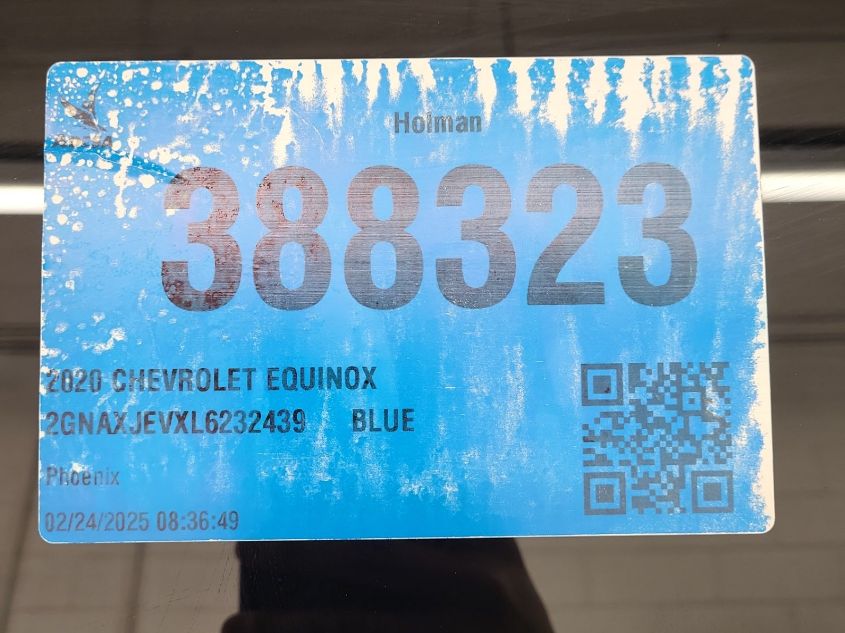 Holman
388323
2020 CHEVROLET EQUINOX
2GNAXJEVXL6232439 BLUE
Phoenix
02/24/2025 08:36:49